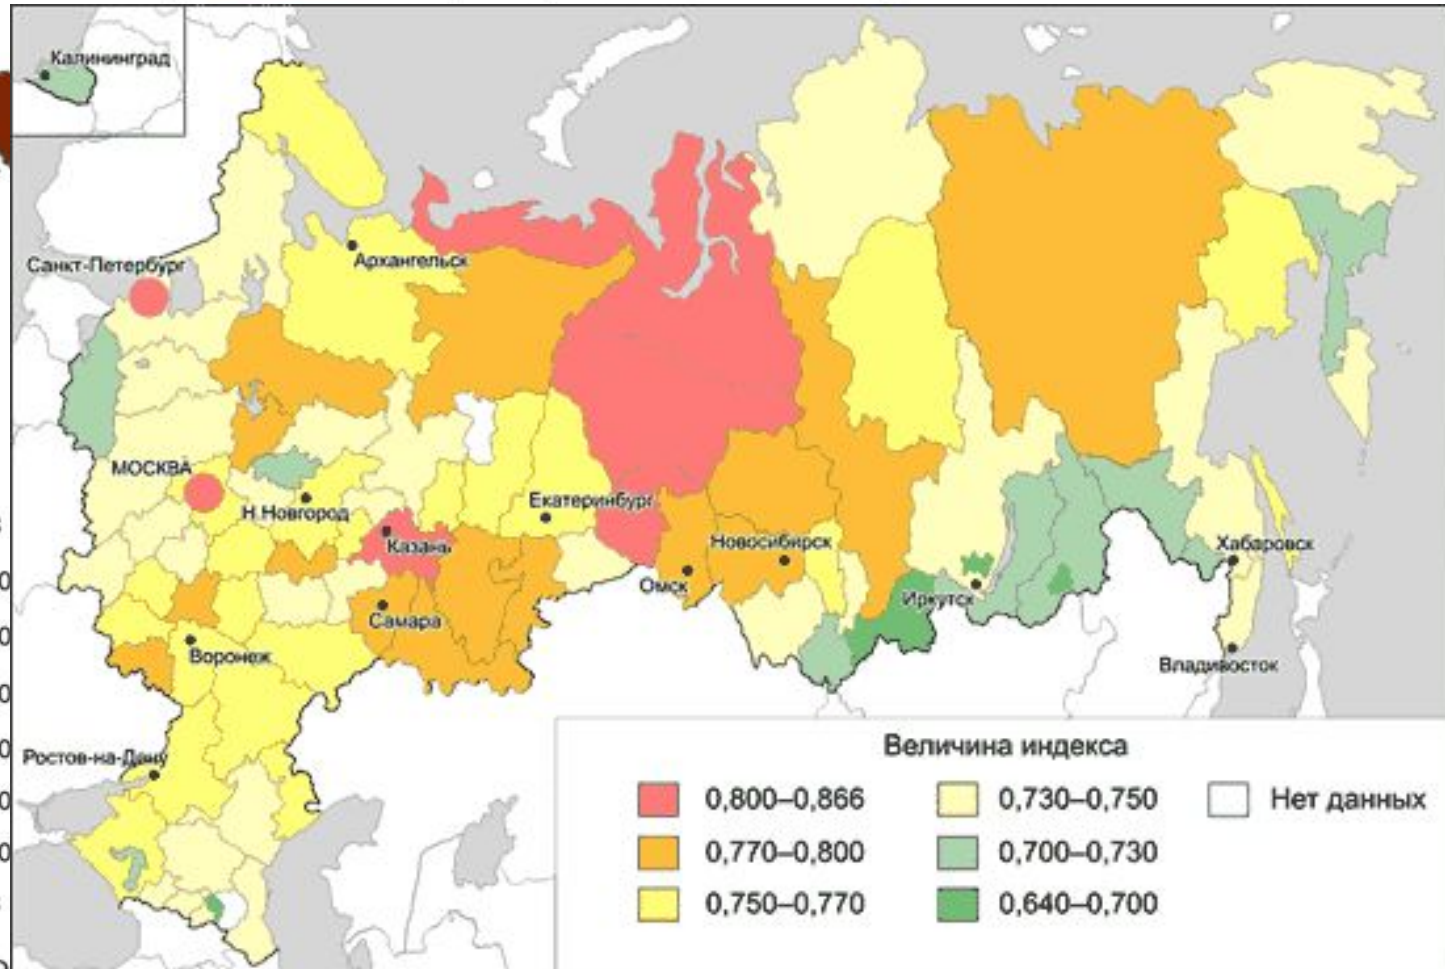 Калининград
Санкт-Петербург
Архангельск
МОСКВА
Н.Новгород
Екатеринбург
Казань
Новосибирск
Омск
Самара
Иркутск
Хабаровск
Воронеж
Владивосток
Ростов-на-Дону
Величина индекса
0,800–0,866
0,730–0,750
Нет данных
0,770–0,800
0,700–0,730
0,750–0,770
0,640–0,700